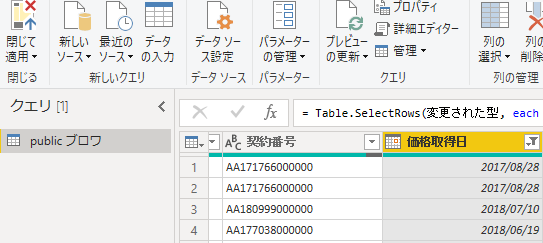 閉じて適用▾
新しいソース▾
最近のソース▾
データの入力
データ ソース設定
パラメーターの管理▾
プレビューの更新▾
プロパティ
詳細エディター
管理▾
列の選択▾
列の
閉じる
新しいクエリ
データ ソース
パラメーター
クエリ
列の管理
クエリ [1]
public ブロワ
fx
= Table.SelectRows(変更された型, each
ABC 契約番号 価格取得日
1 AA171766000000 2017/08/28
2 AA171766000000 2017/08/28
3 AA180999000000 2018/07/10
4 AA177038000000 2018/06/19